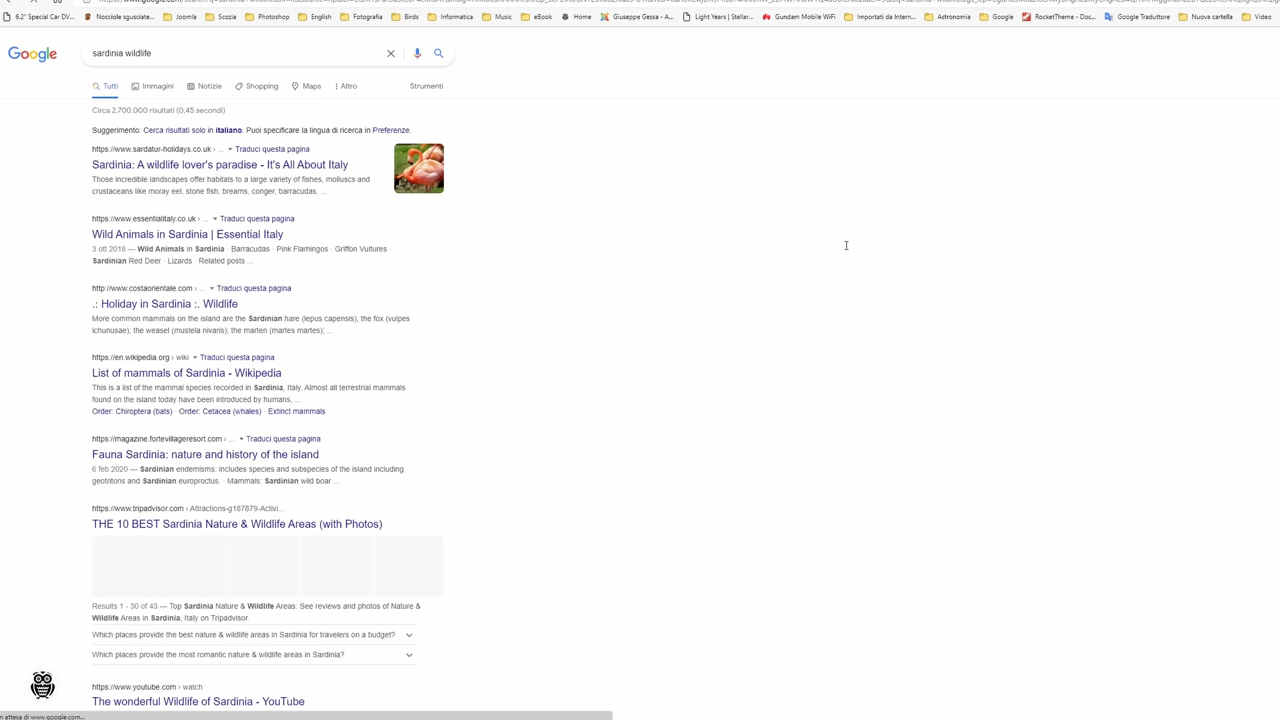 6.2" Special Car DV... Nocciole sgusciate... Joomla Scozia Photoshop English Fotografia Birds Informatica Music eBook Home Giuseppe Gessa - A... Light Years | Stellar... Gundam Mobile WiFi Importati da Intern... Astronomia Google RocketTheme - Doc... Google Traduttore Nuova cartella Video
Google
sardinia wildlife
Tutti Immagini Notizie Shopping Maps Altro Strumenti
Circa 2.700.000 risultati (0,45 secondi)
Suggerimento: Cerca risultati solo in italiano. Puoi specificare la lingua di ricerca in Preferenze.
https://www.sardatur-holidays.co.uk › ... Traduci questa pagina
Sardinia: A wildlife lover's paradise - It's All About Italy
Those incredible landscapes offer habitats to a large variety of fishes, molluscs and
crustaceans like moray eel, stone fish, breams, conger, barracudas, ...
https://www.essentialitaly.co.uk › ... Traduci questa pagina
Wild Animals in Sardinia | Essential Italy
3 ott 2018 — Wild Animals in Sardinia · Barracudas · Pink Flamingos · Griffon Vultures ·
Sardinian Red Deer · Lizards · Related posts ...
http://www.costaorientale.com › ... Traduci questa pagina
.: Holiday in Sardinia :. Wildlife
More common mammals on the island are the Sardinian hare (lepus capensis); the fox (vulpes
ichunusae); the weasel (mustela nivaris); the marten (martes martes); ...
https://en.wikipedia.org › wiki Traduci questa pagina
List of mammals of Sardinia - Wikipedia
This is a list of the mammal species recorded in Sardinia, Italy. Almost all terrestrial mammals
found on the island today have been introduced by humans, ...
Order: Chiroptera (bats) · Order: Cetacea (whales) · Extinct mammals
https://magazine.fortevillageresort.com › ... Traduci questa pagina
Fauna Sardinia: nature and history of the island
6 feb 2020 — Sardinian endemisms: includes species and subspecies of the island including
geotritons and Sardinian europroctus. · Mammals: Sardinian wild boar ...
https://www.tripadvisor.com › Attractions-g187879-Activi...
THE 10 BEST Sardinia Nature & Wildlife Areas (with Photos)
Results 1 - 30 of 43 — Top Sardinia Nature & Wildlife Areas. See reviews and photos of Nature &
Wildlife Areas in Sardinia, Italy on Tripadvisor.
Which places provide the best nature & wildlife areas in Sardinia for travelers on a budget?
Which places provide the most romantic nature & wildlife areas in Sardinia?
https://www.youtube.com › watch
The wonderful Wildlife of Sardinia - YouTube
n attesa di www.google.com...